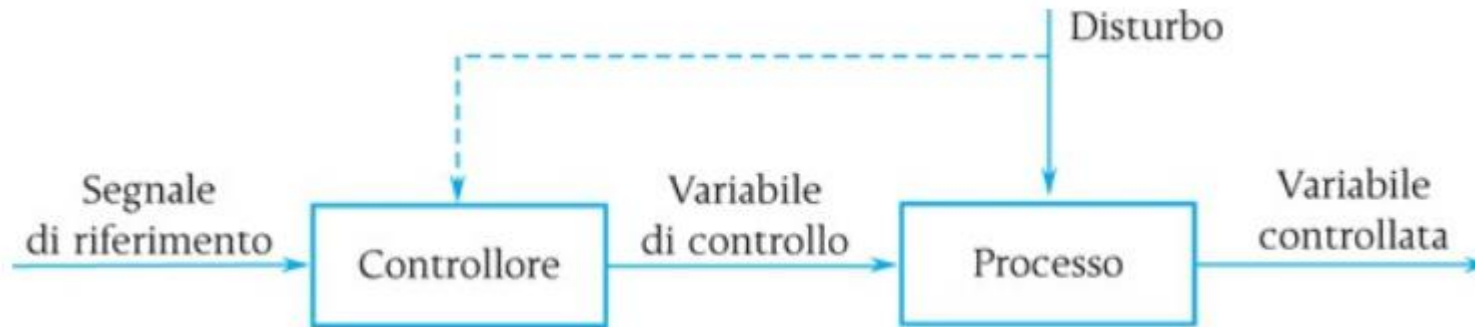 Disturbo
Segnale
di riferimento
Controllore
Variabile
di controllo
Processo
Variabile
controllata